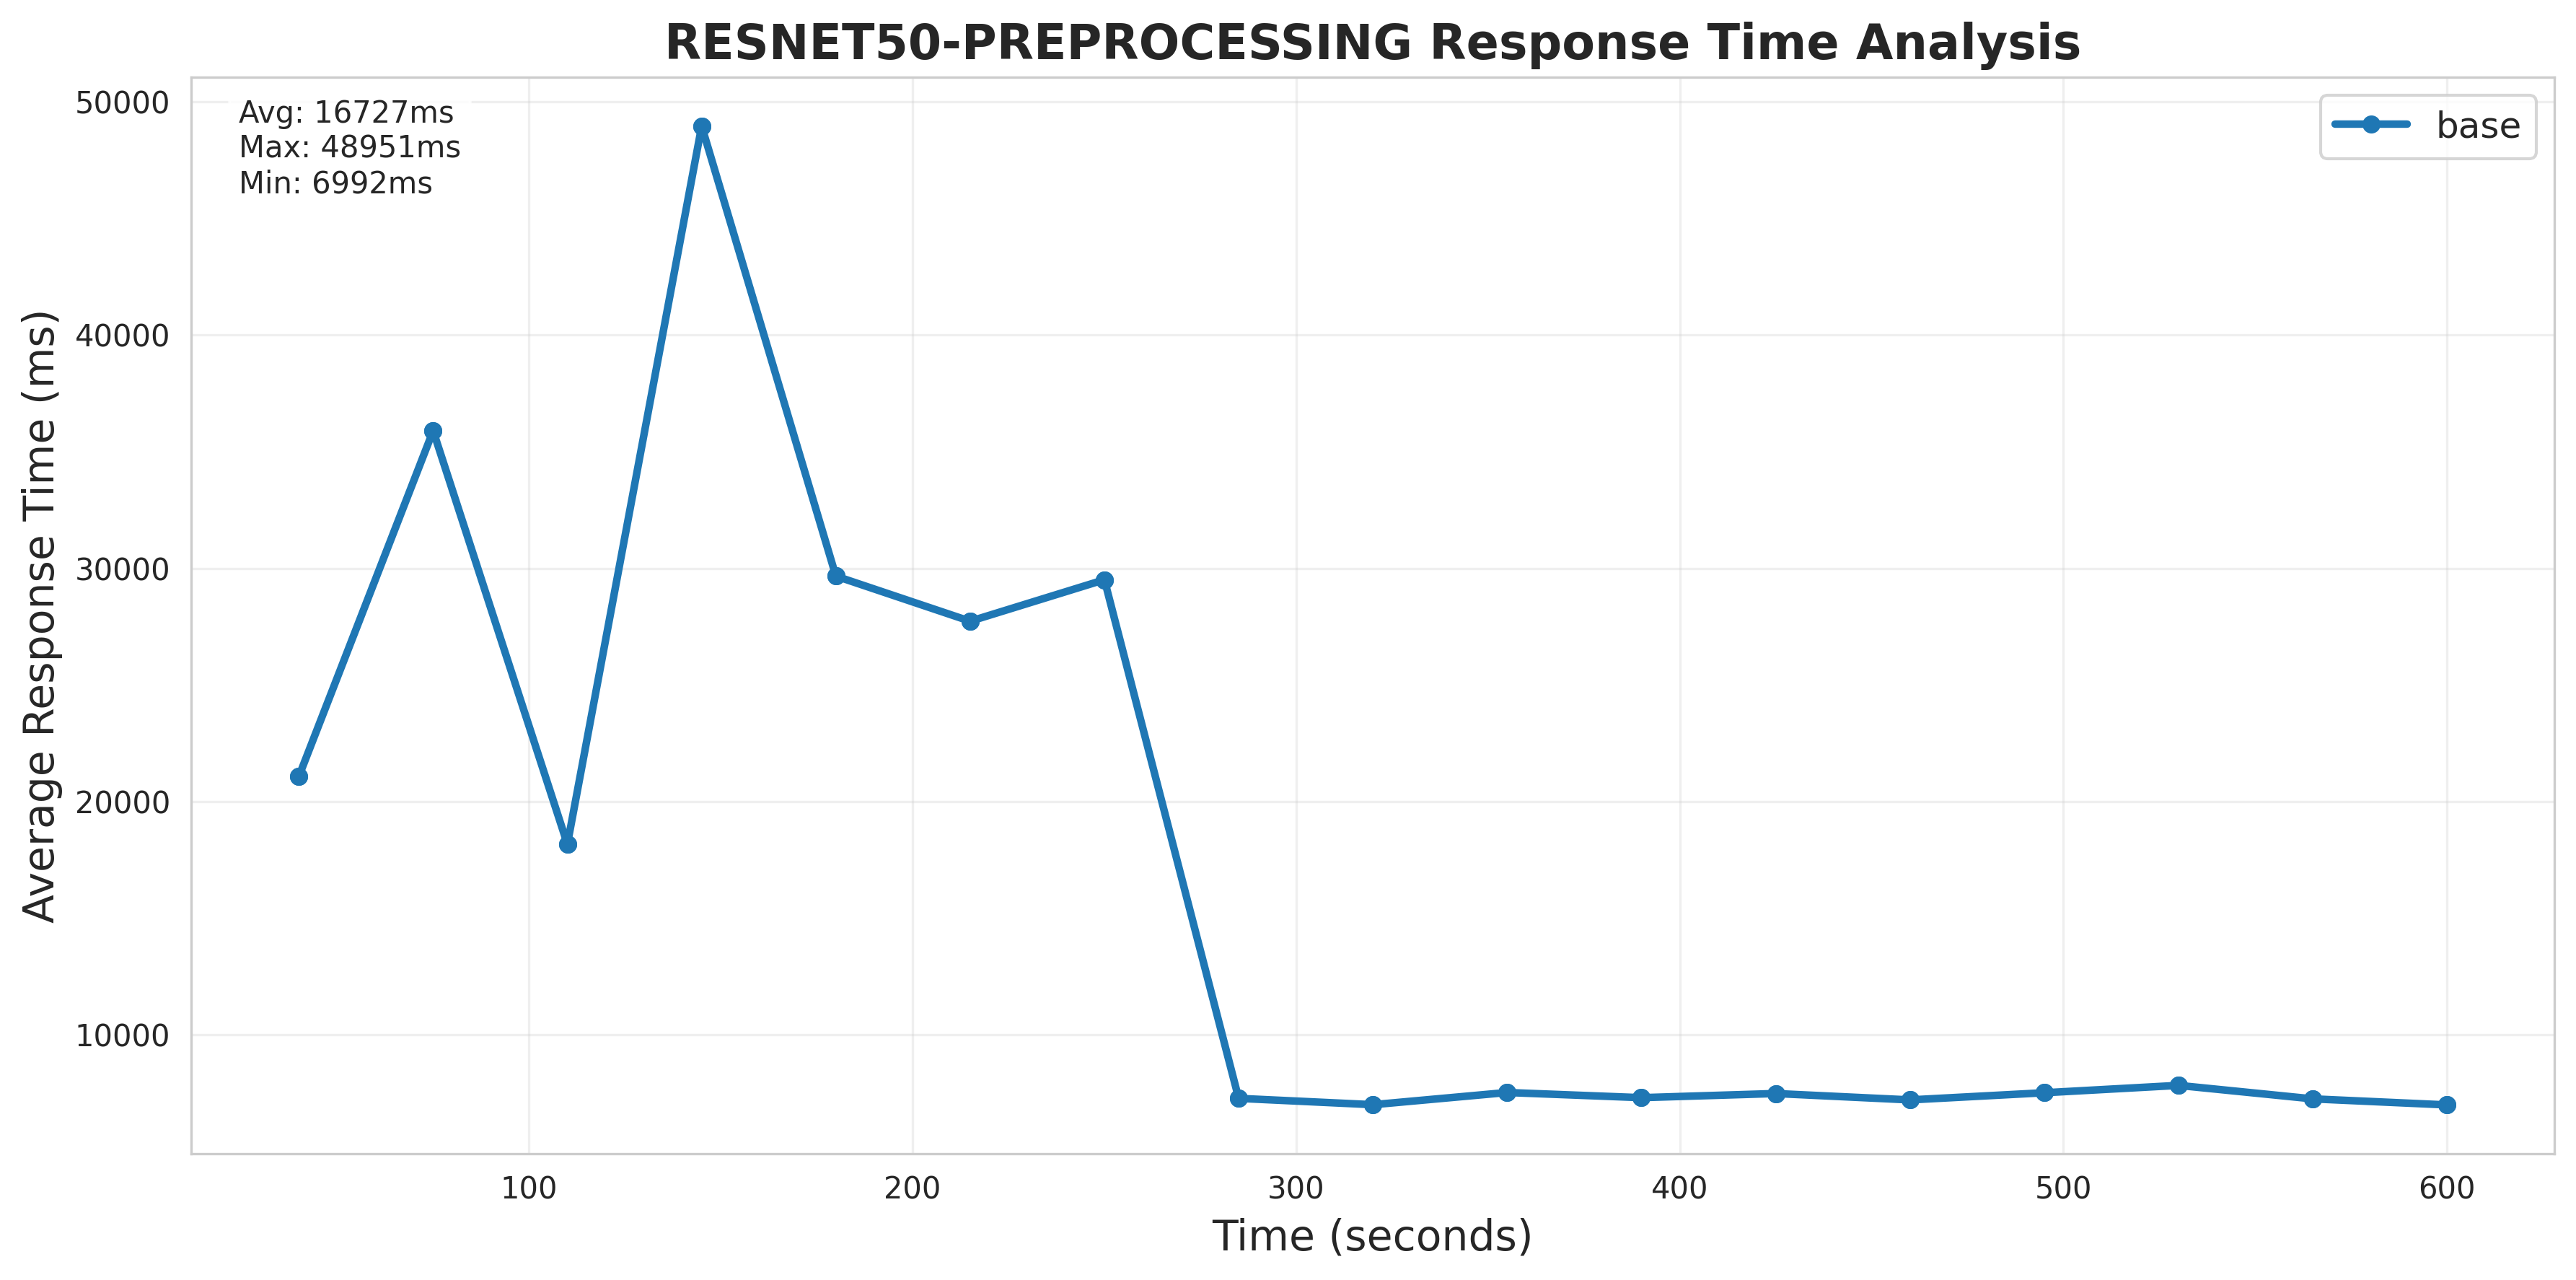 RESNET50-PREPROCESSING Response Time Analysis
Avg: 16727ms
Max: 48951ms
Min: 6992ms
base
Average Response Time (ms)
50000
40000
30000
20000
10000
100 200 300 400 500 600
Time (seconds)